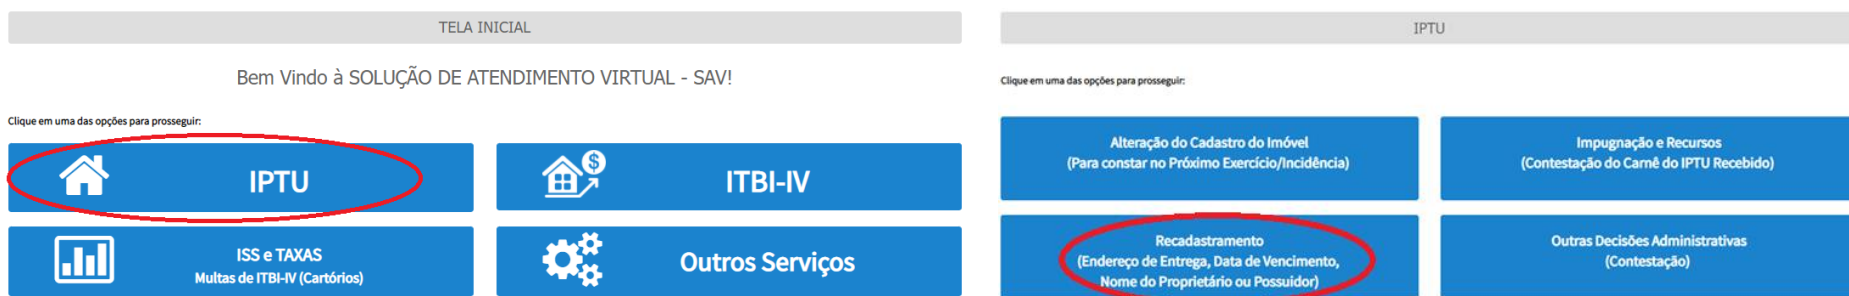 TELA INICIAL
Bem Vindo à SOLUÇÃO DE ATENDIMENTO VIRTUAL - SAV!
Clique em uma das opções para prosseguir:
IPTU
ITBI-IV
ISS e TAXAS
Multas de ITBI-IV (Cartórios)
Outros Serviços
IPTU
Clique em uma das opções para prosseguir:
Alteração do Cadastro do Imóvel
(Para constar no Próximo Exercício/Incidência)
Impugnação e Recursos
(Contestação do Carnê do IPTU Recebido)
Recadastramento
(Endereço de Entrega, Data de Vencimento,
Nome do Proprietário ou Possuidor)
Outras Decisões Administrativas
(Contestação)